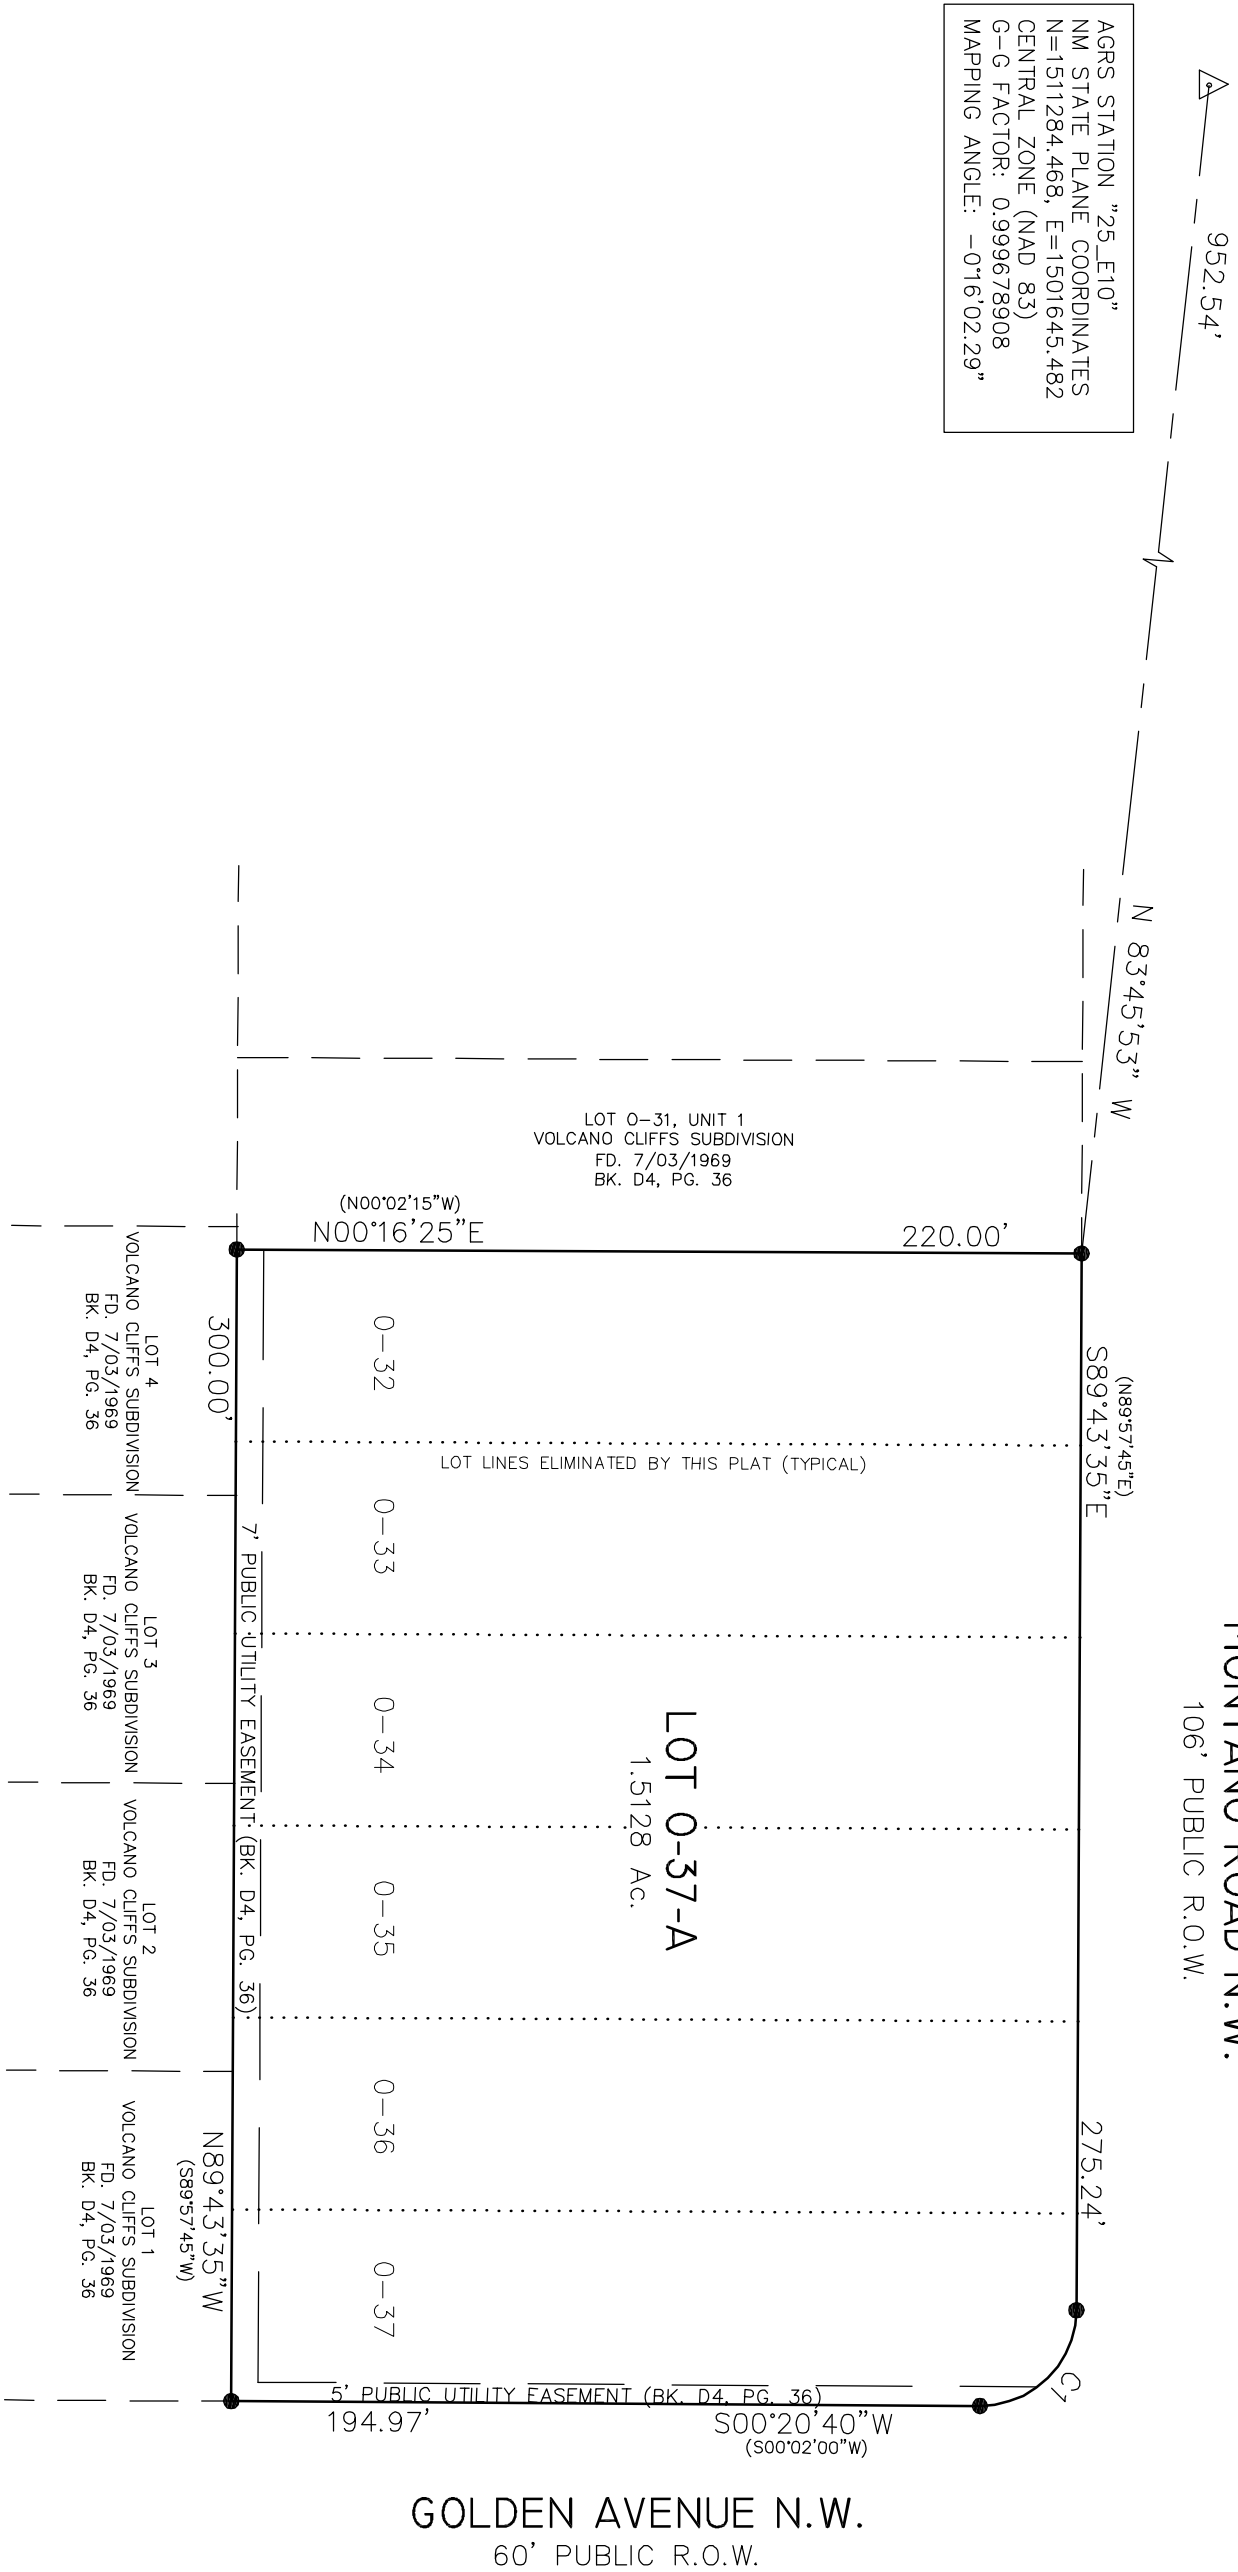 AGRS STATION "25_E10"
NM STATE PLANE COORDINATES
N=1511284.468, E=1501645.482
CENTRAL ZONE (NAD 83)
G-G FACTOR: 0.999678908
MAPPING ANGLE: -0°16'02.29"
952.54'
N 83°45'53" W
MONTANO ROAD N.W.
106' PUBLIC R.O.W.
LOT O-31, UNIT 1
VOLCANO CLIFFS SUBDIVISION
FD. 7/03/1969
BK. D4, PG. 36
(N00°02'15"W)
N00°16'25"E
220.00'
(N89°57'45"E)
S89°43'35"E
275.24'
C1
O-32
LOT LINES ELIMINATED BY THIS PLAT (TYPICAL)
O-33
O-34
O-35
O-36
O-37
LOT O-37-A
1.5128 Ac.
7' PUBLIC UTILITY EASEMENT (BK. D4, PG. 36)
300.00'
N89°43'35"W
(S89°57'45"W)
LOT 4
VOLCANO CLIFFS SUBDIVISION
FD. 7/03/1969
BK. D4, PG. 36
LOT 3
VOLCANO CLIFFS SUBDIVISION
FD. 7/03/1969
BK. D4, PG. 36
LOT 2
VOLCANO CLIFFS SUBDIVISION
FD. 7/03/1969
BK. D4, PG. 36
LOT 1
VOLCANO CLIFFS SUBDIVISION
FD. 7/03/1969
BK. D4, PG. 36
5' PUBLIC UTILITY EASEMENT (BK. D4, PG. 36)
194.97'
S00°20'40"W
(S00°02'00"W)
GOLDEN AVENUE N.W.
60' PUBLIC R.O.W.